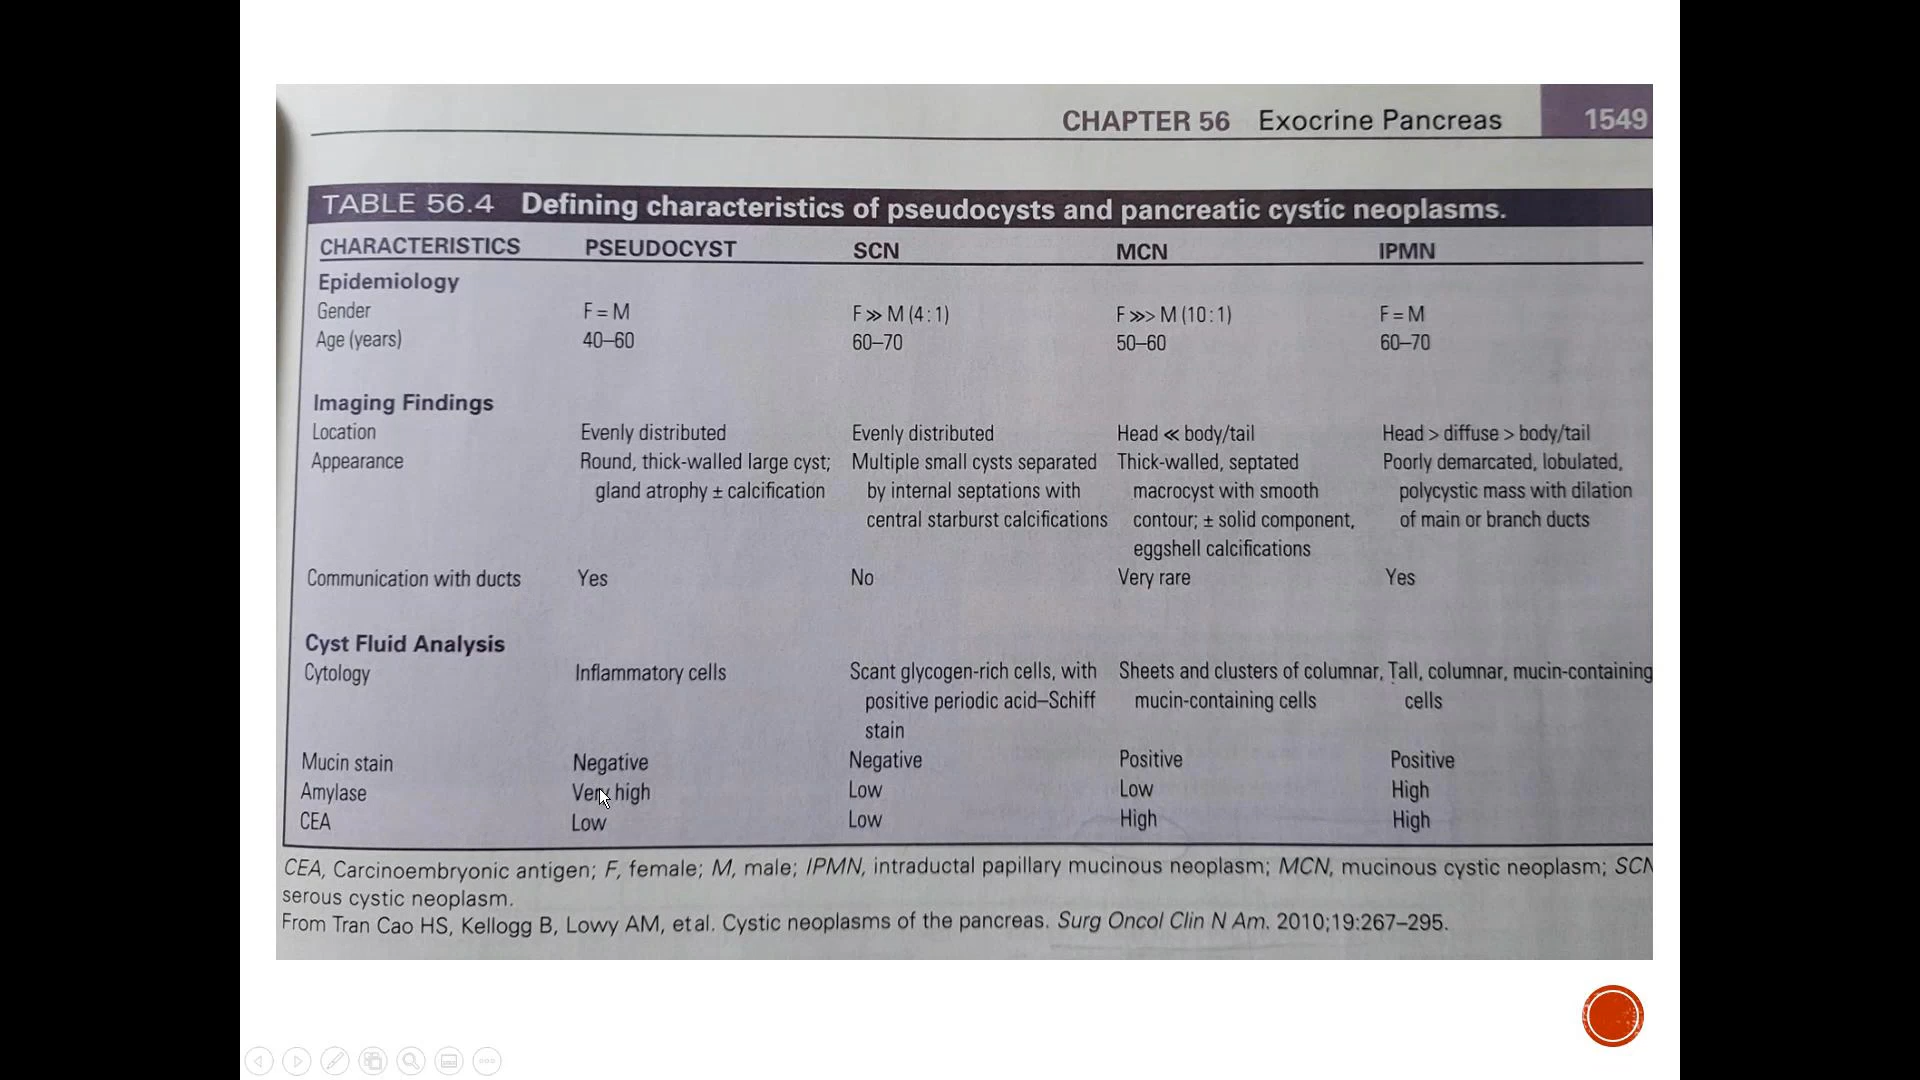 CHAPTER 56 Exocrine Pancreas 1549
TABLE 56.4 Defining characteristics of pseudocysts and pancreatic cystic neoplasms.
CHARACTERISTICS PSEUDOCYST SCN MCN IPMN
Epidemiology
Gender F = M F ≫ M (4 : 1) F ⋙ M (10 : 1) F = M
Age (years) 40–60 60–70 50–60 60–70
Imaging Findings
Location Evenly distributed Evenly distributed Head ≪ body/tail Head > diffuse > body/tail
Appearance Round, thick-walled large cyst; Multiple small cysts separated Thick-walled, septated Poorly demarcated, lobulated,
gland atrophy ± calcification by internal septations with macrocyst with smooth polycystic mass with dilation
central starburst calcifications contour; ± solid component, of main or branch ducts
eggshell calcifications
Communication with ducts Yes No Very rare Yes
Cyst Fluid Analysis
Cytology Inflammatory cells Scant glycogen-rich cells, with Sheets and clusters of columnar, Tall, columnar, mucin-containing
positive periodic acid–Schiff mucin-containing cells cells
stain
Mucin stain Negative Negative Positive Positive
Amylase Very high Low Low High
CEA Low Low High High
CEA, Carcinoembryonic antigen; F, female; M, male; IPMN, intraductal papillary mucinous neoplasm; MCN, mucinous cystic neoplasm; SCN
serous cystic neoplasm.
From Tran Cao HS, Kellogg B, Lowy AM, et al. Cystic neoplasms of the pancreas. Surg Oncol Clin N Am. 2010;19:267–295.